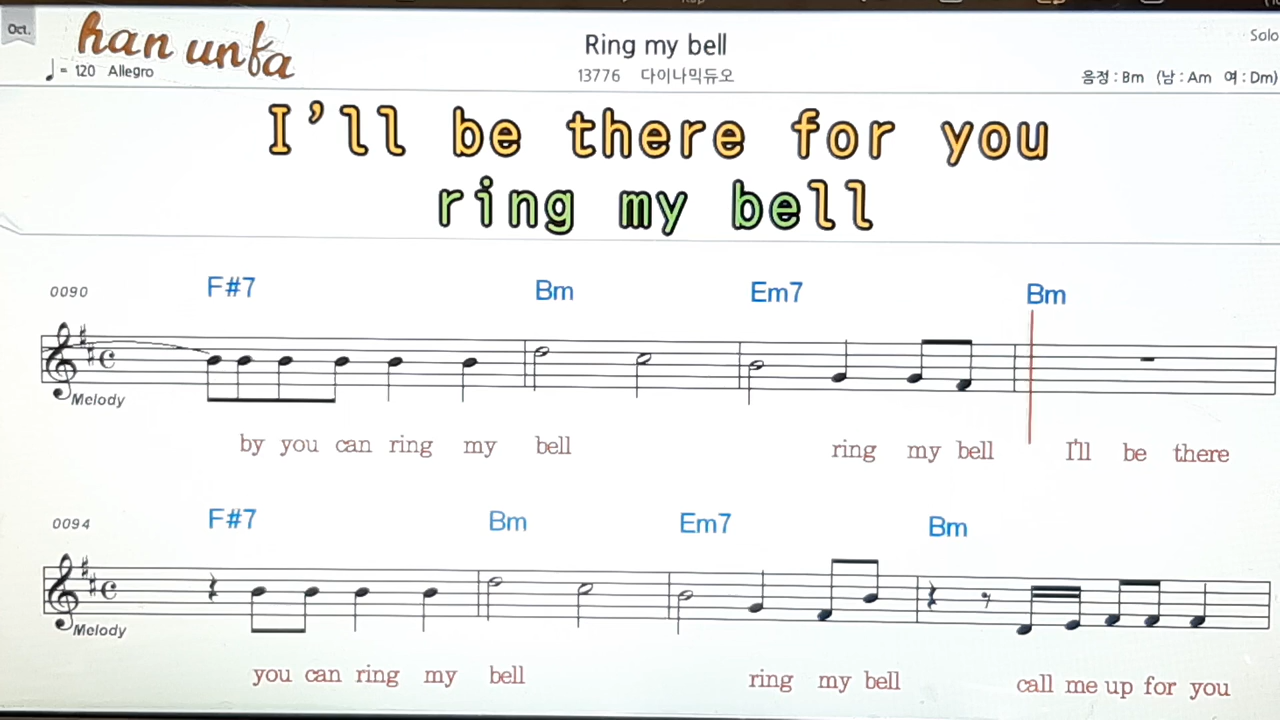 Oct.
han unfa
Ring my bell
Solo
♩ = 120 Allegro
13776 다이나믹듀오
음정 : Bm (남 : Am 여 : Dm)
I'll be there for you
ring my bell
0090
F#7 Bm Em7 Bm
Melody
by you can ring my bell ring my bell I'll be there
0094
F#7 Bm Em7 Bm
Melody
you can ring my bell ring my bell call me up for you